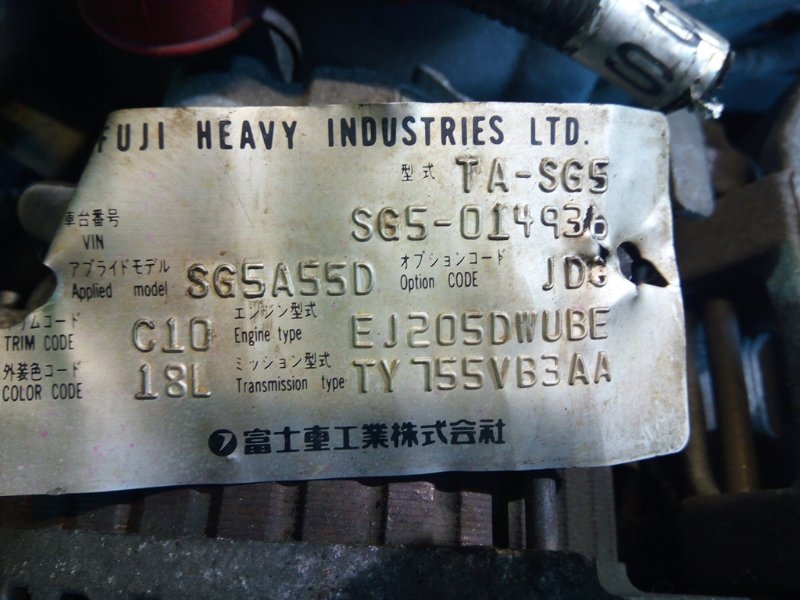 FUJI HEAVY INDUSTRIES LTD.
型式 TA-SG5
車台番号 VIN SG5-014936
アプライドモデル Applied model SG5A55D オプションコード Option CODE JDC
トリムコード TRIM CODE C10 エンジン型式 Engine type EJ205DWUBE
外装色コード COLOR CODE 18L ミッション型式 Transmission type TY755VB3AA
富士重工業株式会社